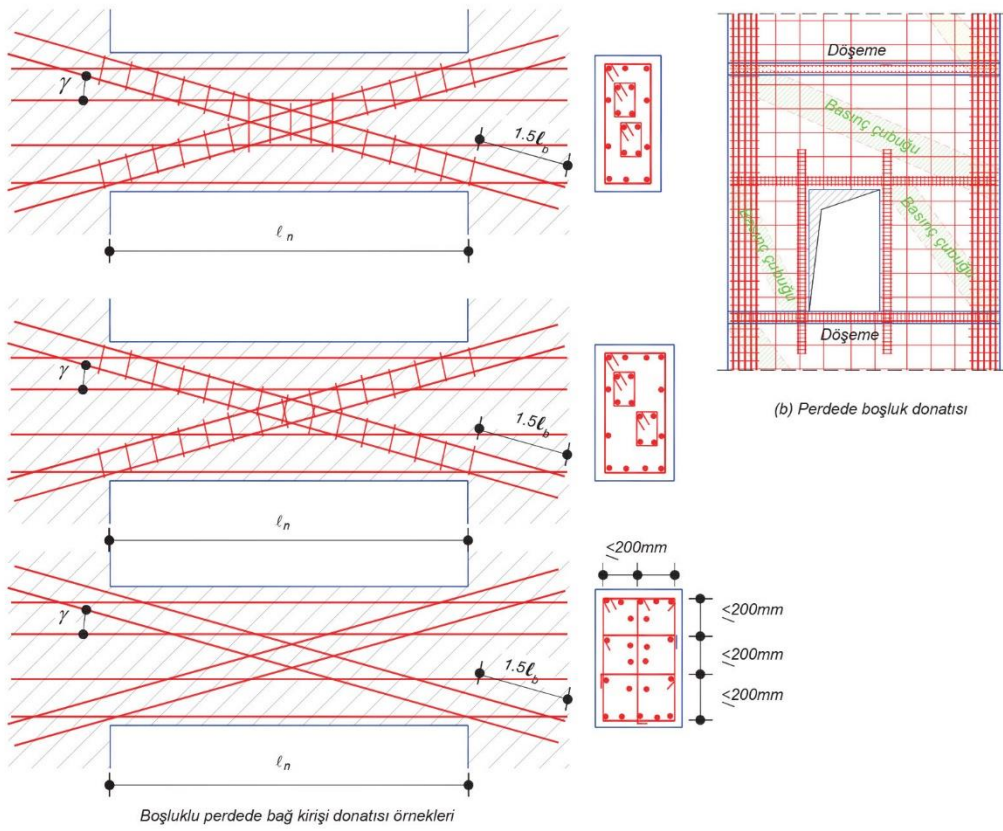 γ
1.5ℓb
ℓn
γ
1.5ℓb
ℓn
γ
1.5ℓb
ℓn
Boşluklu perdede bağ kirişi donatısı örnekleri
<200mm
<200mm
<200mm
<200mm
Döşeme
Basınç çubuğu
Basınç çubuğu
Basınç çubuğu
Döşeme
(b) Perdede boşluk donatısı